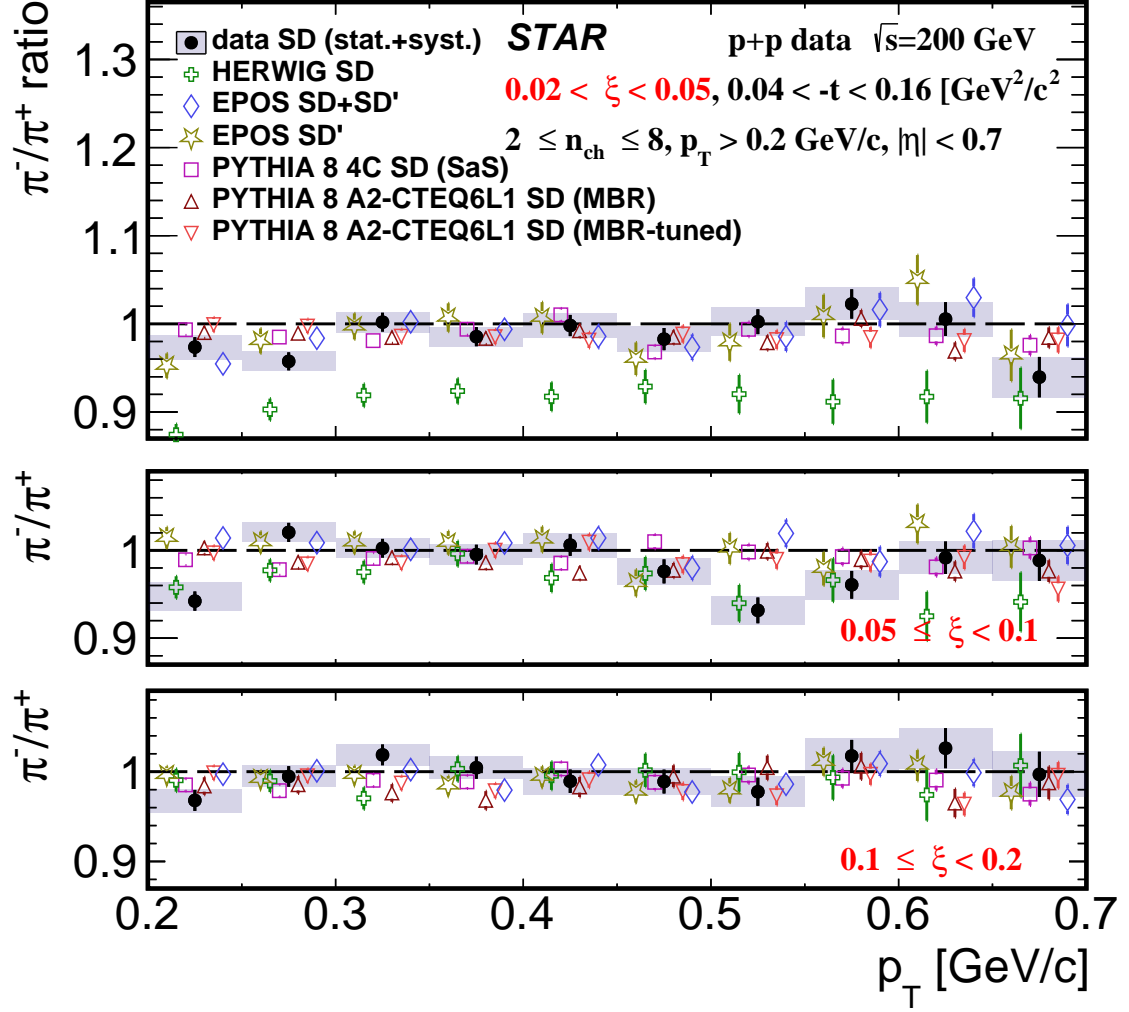 π⁻/π⁺ ratio
1.3
1.2
1.1
1
0.9
data SD (stat.+syst.)
HERWIG SD
EPOS SD+SD'
EPOS SD'
PYTHIA 8 4C SD (SaS)
PYTHIA 8 A2-CTEQ6L1 SD (MBR)
PYTHIA 8 A2-CTEQ6L1 SD (MBR-tuned)
STAR p+p data √s=200 GeV
0.02 < ξ < 0.05, 0.04 < -t < 0.16 [GeV²/c²
2 ≤ n_ch ≤ 8, p_T > 0.2 GeV/c, |η| < 0.7
π⁻/π⁺
1
0.9
0.05 ≤ ξ < 0.1
π⁻/π⁺
1
0.9
0.1 ≤ ξ < 0.2
0.2 0.3 0.4 0.5 0.6 0.7
p_T [GeV/c]